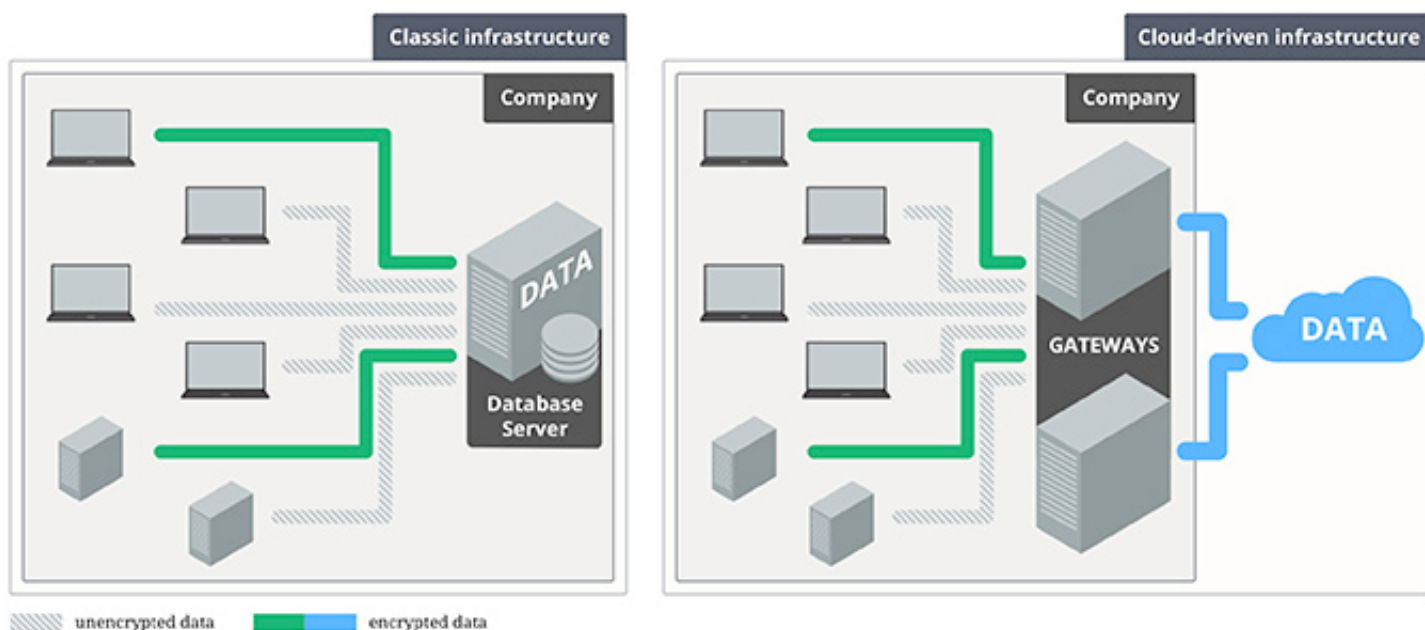 Classic infrastructure
Company
DATA
Database
Server
Cloud-driven infrastructure
Company
GATEWAYS
DATA
unencrypted data
encrypted data